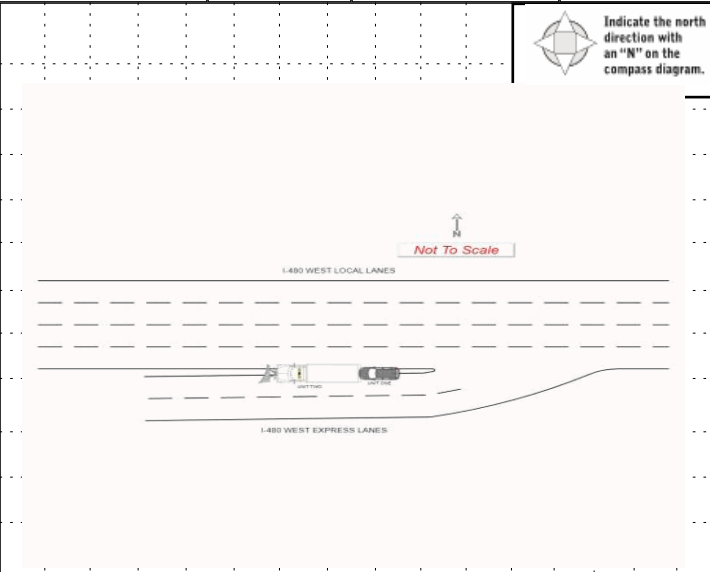 Indicate the north
direction with
an “N” on the
compass diagram.
N
Not To Scale
I-480 WEST LOCAL LANES
UNIT TWO
UNIT ONE
I-480 WEST EXPRESS LANES